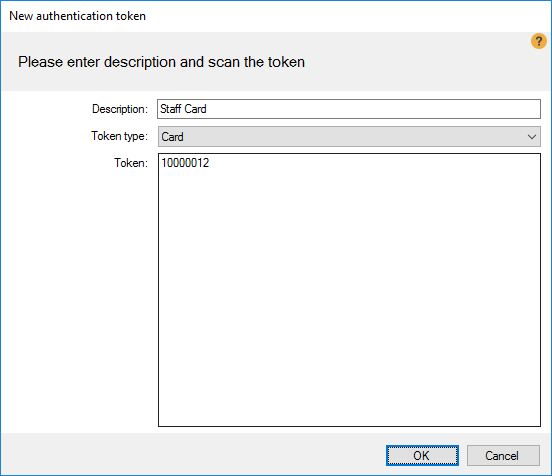 New authentication token
?
Please enter description and scan the token
Description: Staff Card
Token type: Card
Token: 10000012
OK Cancel